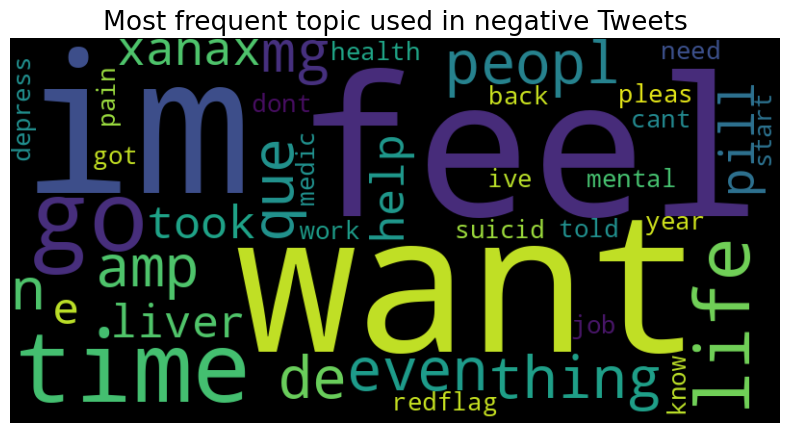 Most frequent topic used in negative Tweets
xanax
mg
health
peopl
need
depress
pain
im
dont
feel
back
pleas
cant
pill
start
got
que
medic
help
ive
mental
go
took
work
suicid
told
year
n
e
amp
want
life
liver
time
job
de
even
thing
redflag
know